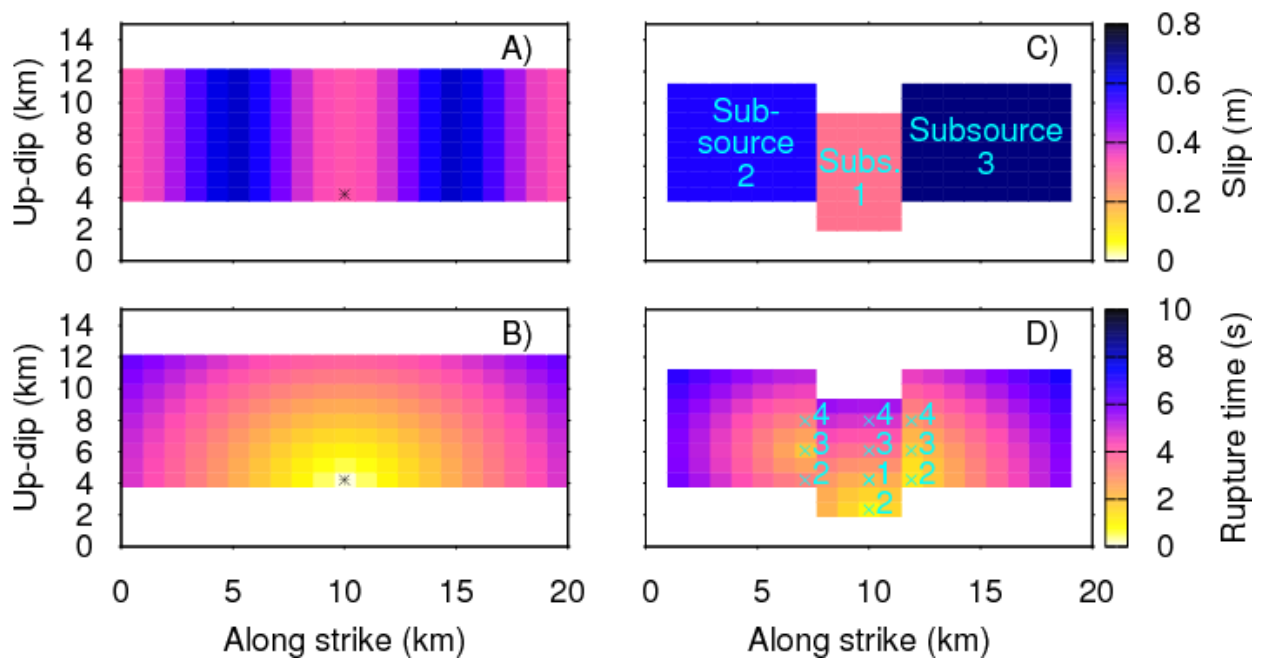 A)
C)
14
12
10
8
6
4
2
0
Up-dip (km)
Sub-
source
2
Subs.
1
Subsource
3
0.8
0.6
0.4
0.2
0
Slip (m)
B)
D)
14
12
10
8
6
4
2
0
Up-dip (km)
4 4 4
3 3 3
2 1 2
2
10
8
6
4
2
0
Rupture time (s)
0 5 10 15 20
Along strike (km)
0 5 10 15 20
Along strike (km)